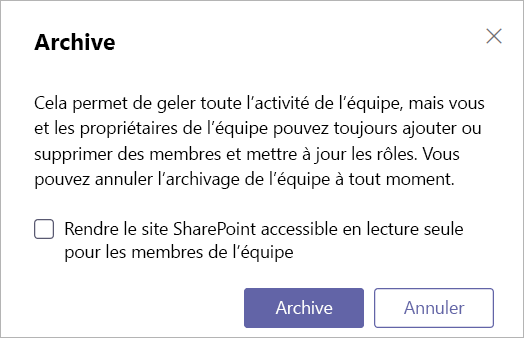 Archive
Cela permet de geler toute l’activité de l’équipe, mais vous
et les propriétaires de l’équipe pouvez toujours ajouter ou
supprimer des membres et mettre à jour les rôles. Vous
pouvez annuler l’archivage de l’équipe à tout moment.
Rendre le site SharePoint accessible en lecture seule
pour les membres de l’équipe
Archive
Annuler